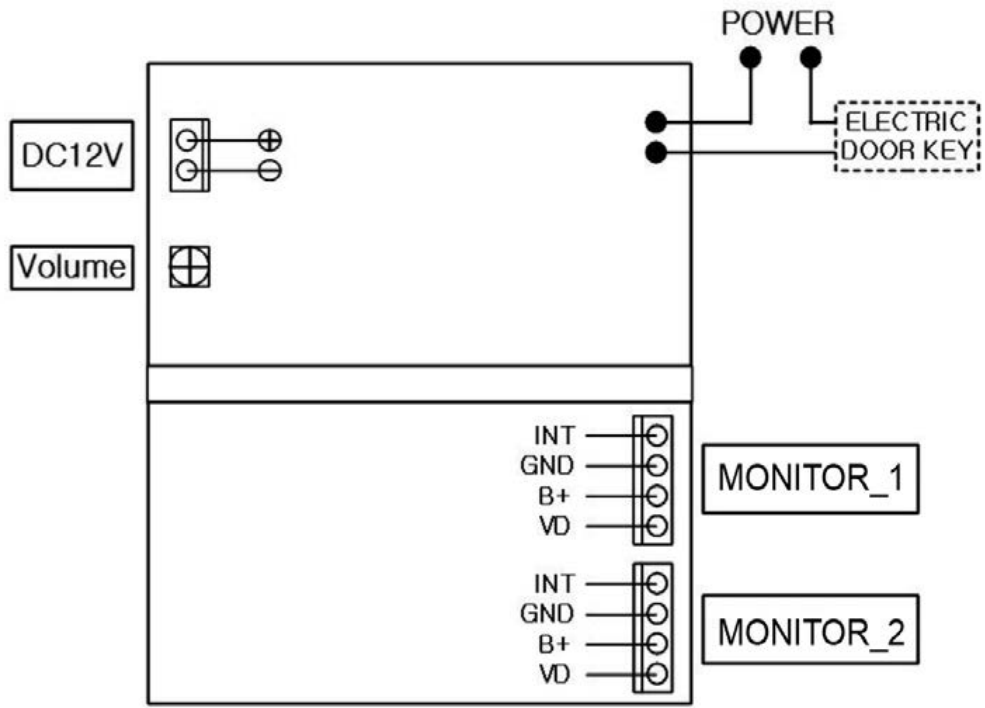 POWER
ELECTRIC
DOOR KEY
DC12V
Volume
INT
GND
B+
VD
MONITOR_1
INT
GND
B+
VD
MONITOR_2